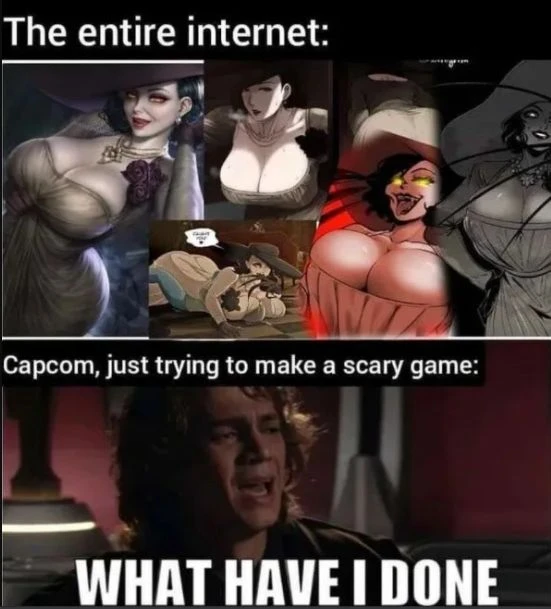 The entire internet:
Capcom, just trying to make a scary game:
WHAT HAVE I DONE